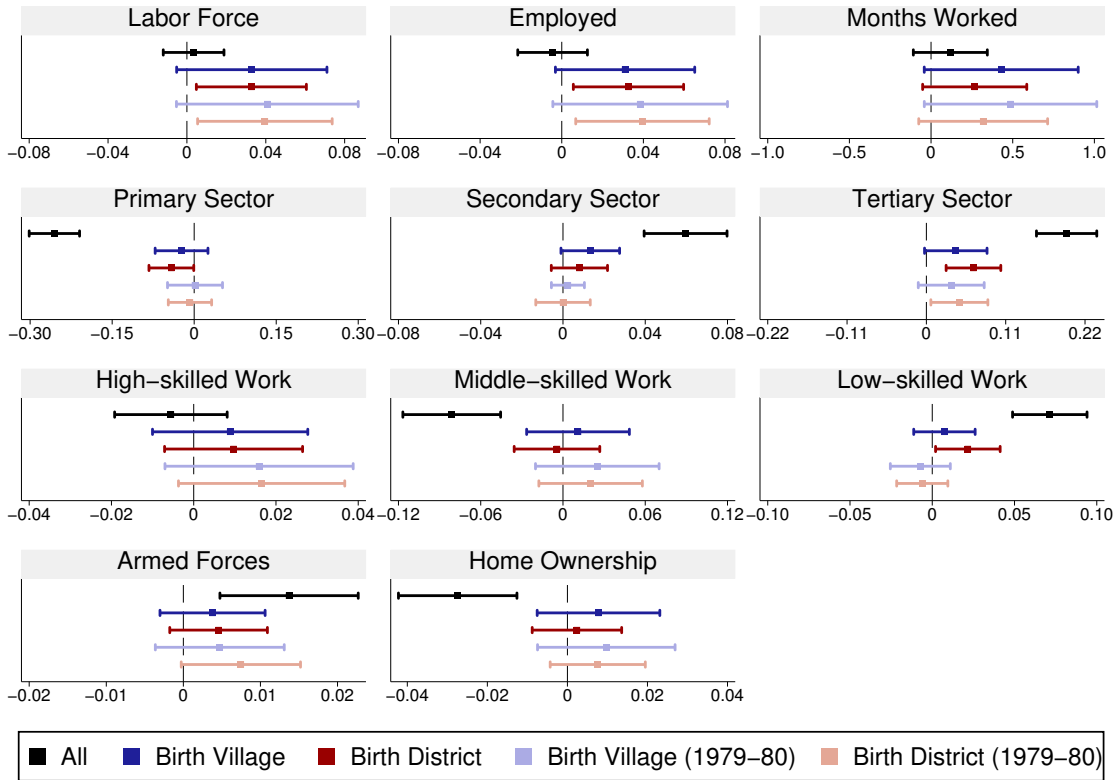 Labor Force Employed Months Worked
−0.08 −0.04 0 0.04 0.08 −0.08 −0.04 0 0.04 0.08 −1.0 −0.5 0 0.5 1.0
Primary Sector Secondary Sector Tertiary Sector
−0.30 −0.15 0 0.15 0.30 −0.08 −0.04 0 0.04 0.08 −0.22 −0.11 0 0.11 0.22
High−skilled Work Middle−skilled Work Low−skilled Work
−0.04 −0.02 0 0.02 0.04 −0.12 −0.06 0 0.06 0.12 −0.10 −0.05 0 0.05 0.10
Armed Forces Home Ownership
−0.02 −0.01 0 0.01 0.02 −0.04 −0.02 0 0.02 0.04
All Birth Village Birth District Birth Village (1979−80) Birth District (1979−80)